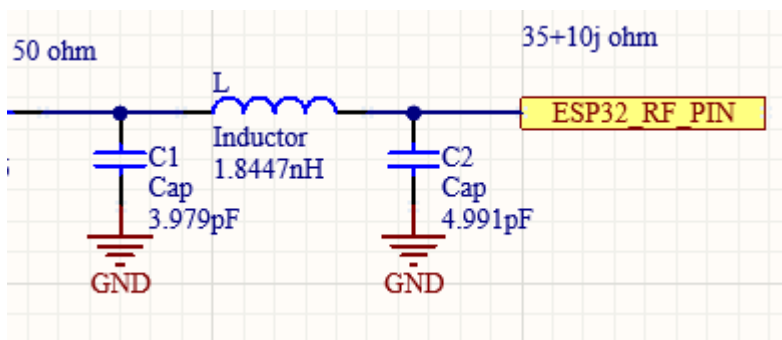 50 ohm
35+10j ohm
L
ESP32_RF_PIN
Inductor
1.8447nH
C1
Cap
3.979pF
C2
Cap
4.991pF
GND
GND